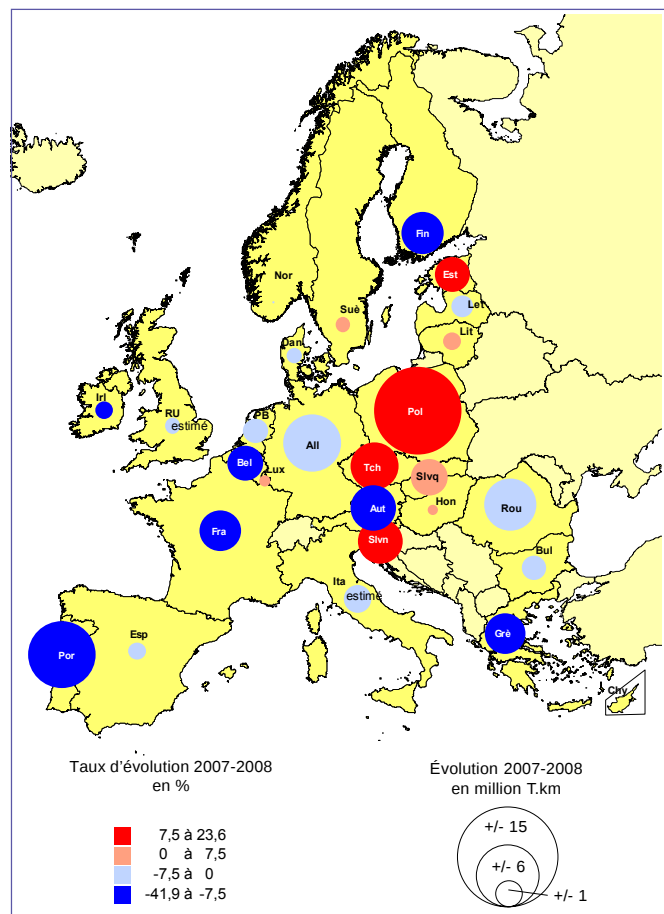 Fin
Est
Nor
Let
Suè
Lit
Dan
Irl
RU
estimé
PB
Pol
All
Bel
Lux
Tch
Slvq
Hon
Aut
Rou
Fra
Slvn
Bul
Ita
estimé
Esp
Por
Grè
Chy
Taux d’évolution 2007-2008
en %
Évolution 2007-2008
en million T.km
7,5 à 23,6
0 à 7,5
-7,5 à 0
-41,9 à -7,5
+/- 15
+/- 6
+/- 1